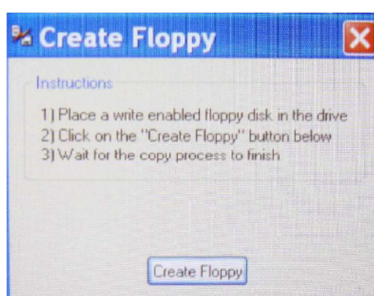 Create Floppy
Instructions
1) Place a write enabled floppy disk in the drive
2) Click on the "Create Floppy" button below
3) Wait for the copy process to finish
Create Floppy